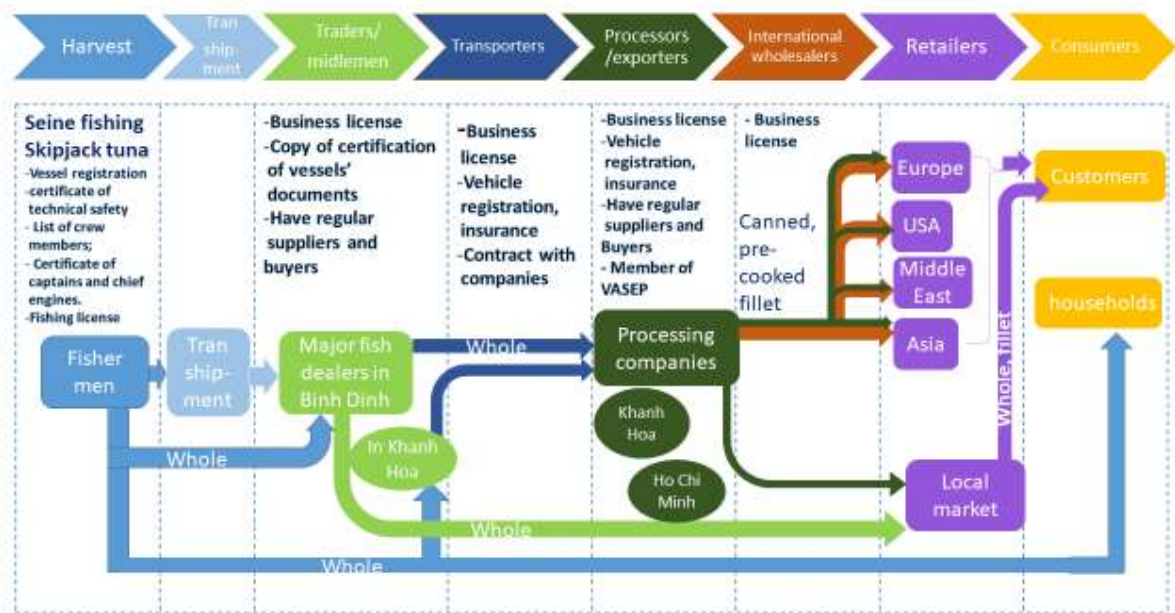 Harvest
Tran
ship-
ment
Traders/
midlemen
Transporters
Processors
/exporters
International
wholesalers
Retailers
Consumers
Seine fishing
Skipjack tuna
-Vessel registration
-certificate of
technical safety
- List of crew
members;
- Certificate of
captains and chief
engines.
-Fishing license
-Business license
-Copy of certification
of vessels'
documents
-Have regular
suppliers and
buyers
-Business
license
-Vehicle
registration,
insurance
-Contract with
companies
-Business license
-Vehicle
registration,
insurance
-Have regular
suppliers and
Buyers
- Member of
VASEP
- Business
license
Canned,
pre-
cooked
fillet
Europe
USA
Middle
East
Asia
Customers
households
Fisher
men
Tran
ship-
ment
Major fish
dealers in
Binh Dinh
Whole
Processing
companies
Khanh
Hoa
Ho Chi
Minh
In Khanh
Hoa
Whole
Whole
Whole
Local
market
Whole, fillet